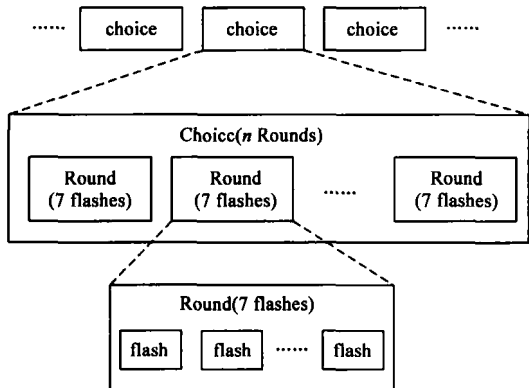 ...... choice choice choice ......
Choicc(n Rounds)
Round Round ...... Round
(7 flashes) (7 flashes) (7 flashes)
Round(7 flashes)
flash flash ...... flash